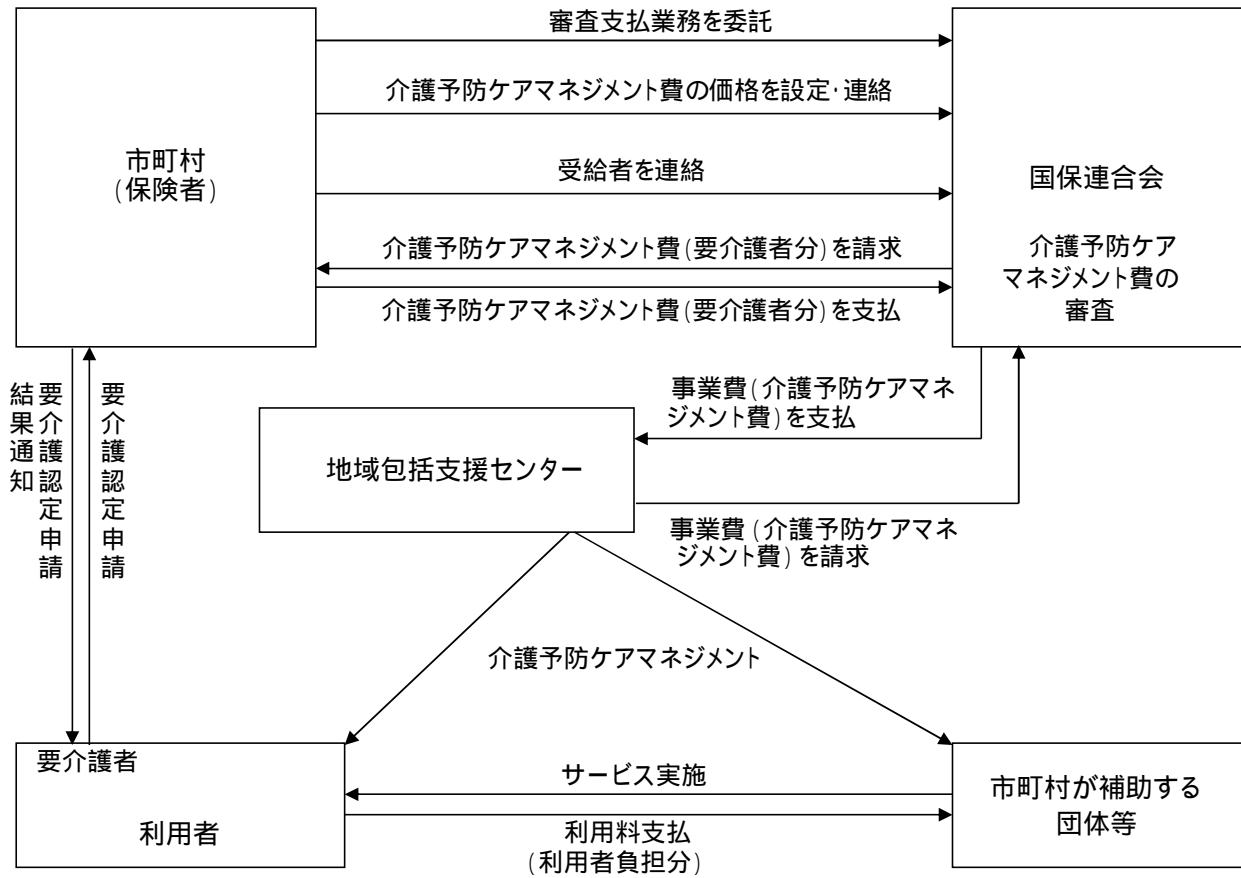 審査支払業務を委託
介護予防ケアマネジメント費の価格を設定・連絡
市町村
(保険者)
受給者を連絡
国保連合会
介護予防ケア
マネジメント費の
審査
介護予防ケアマネジメント費(要介護者分)を請求
介護予防ケアマネジメント費(要介護者分)を支払
要介護認定申請
結果通知
要介護認定申請
事業費(介護予防ケアマネ
ジメント費)を支払
地域包括支援センター
事業費(介護予防ケアマネ
ジメント費)を請求
介護予防ケアマネジメント
要介護者
利用者
サービス実施
利用料支払
(利用者負担分)
市町村が補助する
団体等